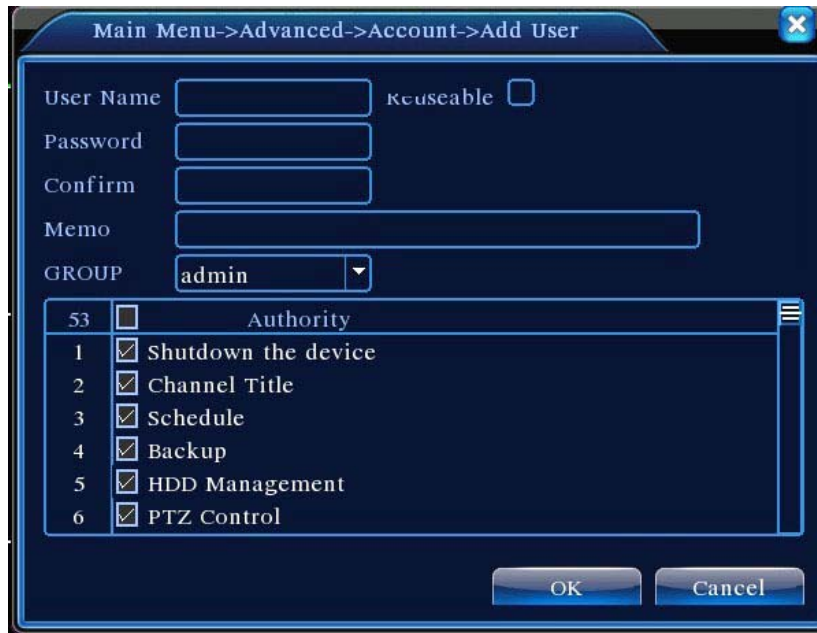 Main Menu->Advanced->Account->Add User
User Name Reuseable
Password
Confirm
Memo
GROUP admin
53 Authority
1 Shutdown the device
2 Channel Title
3 Schedule
4 Backup
5 HDD Management
6 PTZ Control
OK Cancel